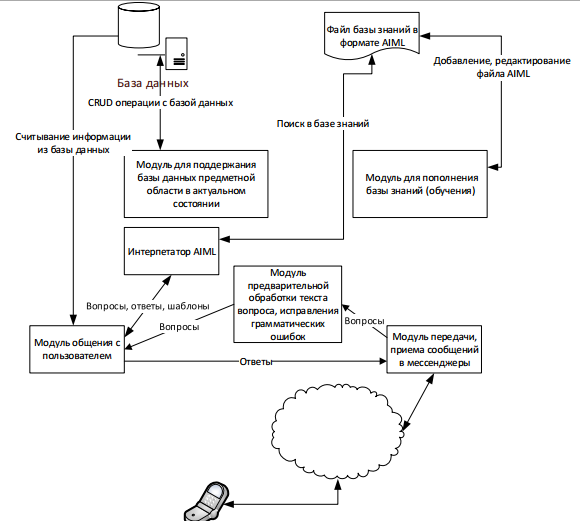 Файл базы знаний в
формате AIML
Добавление, редактирование
файла AIML
База данных
CRUD операции с базой данных
Поиск в базе знаний
Считывание информации
из базы данных
Модуль для поддержания
базы данных предметной
области в актуальном
состоянии
Модуль для пополнения
базы знаний (обучения)
Интерпетатор AIML
Модуль
предварительной
обработки текста
вопроса, исправления
грамматических
ошибок
Вопросы, ответы, шаблоны
Вопросы
Вопросы
Модуль общения с
пользователем
Модуль передачи,
приема сообщений
в мессенджеры
Ответы